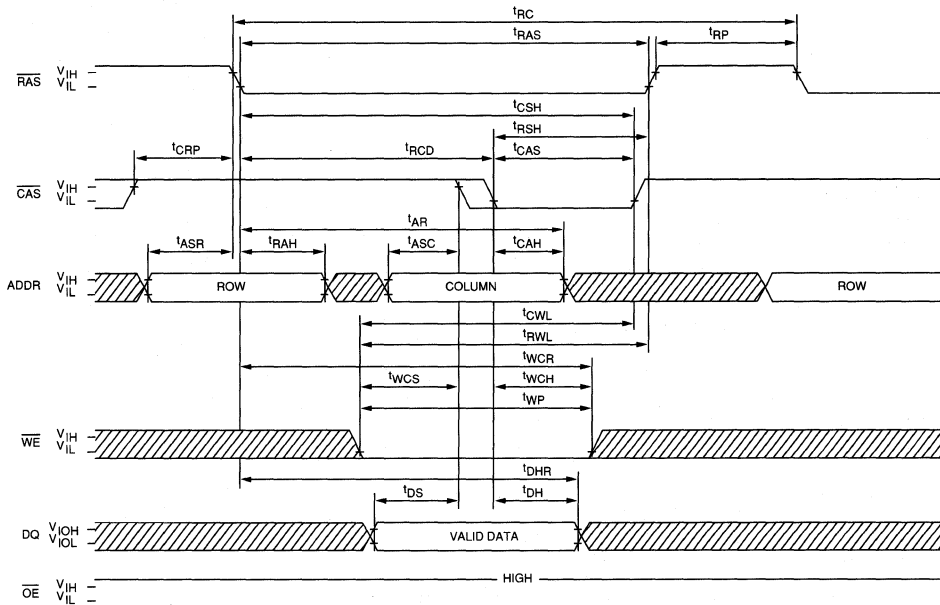 tRC
tRAS
tRP
RAS VIH
VIL
tCSH
tRSH
tCRP
tRCD
tCAS
CAS VIH
VIL
tAR
tASR
tRAH
tASC
tCAH
ADDR VIH
VIL
ROW
COLUMN
ROW
tCWL
tRWL
tWCR
tWCS
tWCH
tWP
WE VIH
VIL
tDHR
tDS
tDH
DQ VIOH
VIOL
VALID DATA
OE VIH
VIL
HIGH